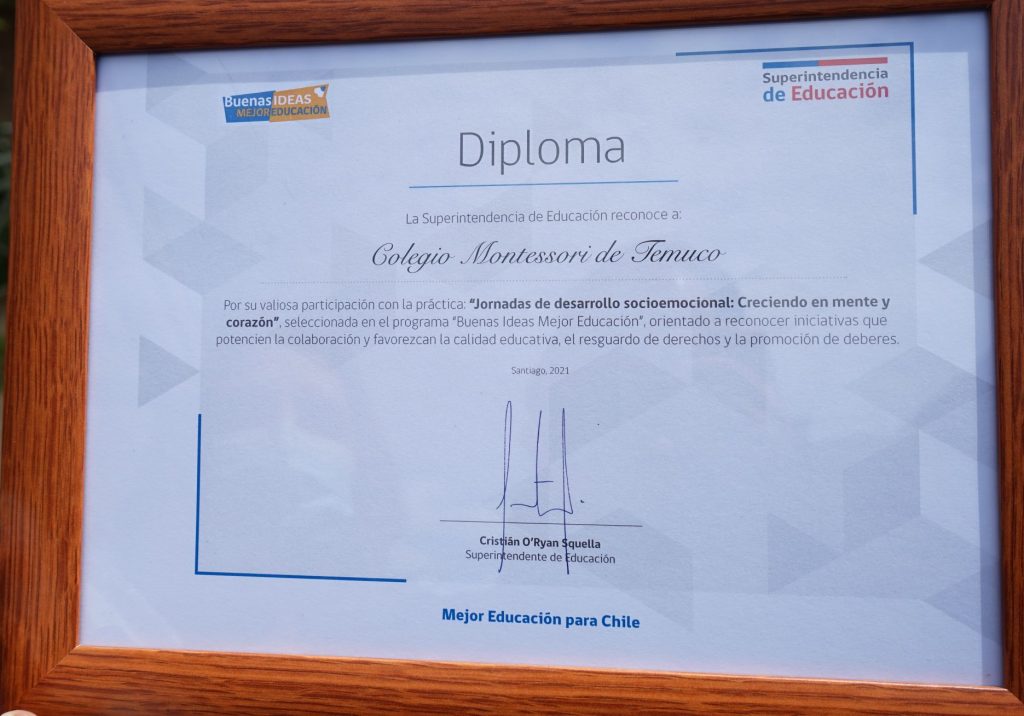 Buenas IDEAS
MEJOR EDUCACIÓN
Superintendencia
de Educación
Diploma
La Superintendencia de Educación reconoce a:
Colegio Montessori de Temuco
Por su valiosa participación con la práctica: “Jornadas de desarrollo socioemocional: Creciendo en mente y
corazón”, seleccionada en el programa “Buenas Ideas Mejor Educación”, orientado a reconocer iniciativas que
potencien la colaboración y favorezcan la calidad educativa, el resguardo de derechos y la promoción de deberes.
Santiago, 2021
Cristián O’Ryan Squella
Superintendente de Educación
Mejor Educación para Chile